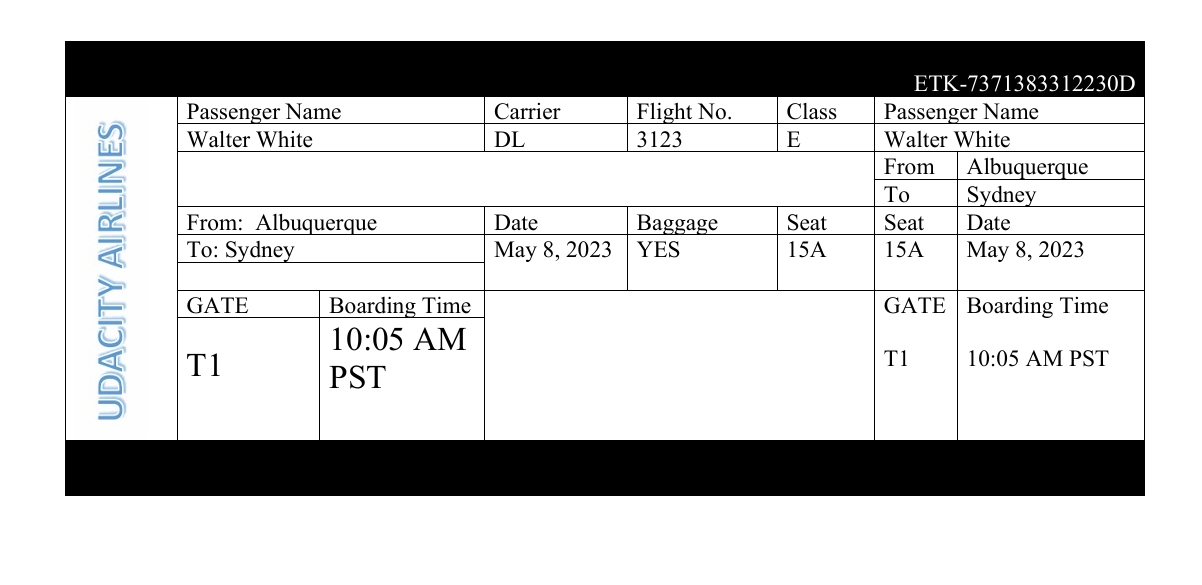 ETK-7371383312230D
UDACITY AIRLINES
Passenger Name Carrier Flight No. Class Passenger Name
Walter White DL 3123 E Walter White
From Albuquerque
To Sydney
From: Albuquerque Date Baggage Seat Seat Date
To: Sydney May 8, 2023 YES 15A 15A May 8, 2023
GATE Boarding Time GATE Boarding Time
T1 10:05 AM PST T1 10:05 AM PST